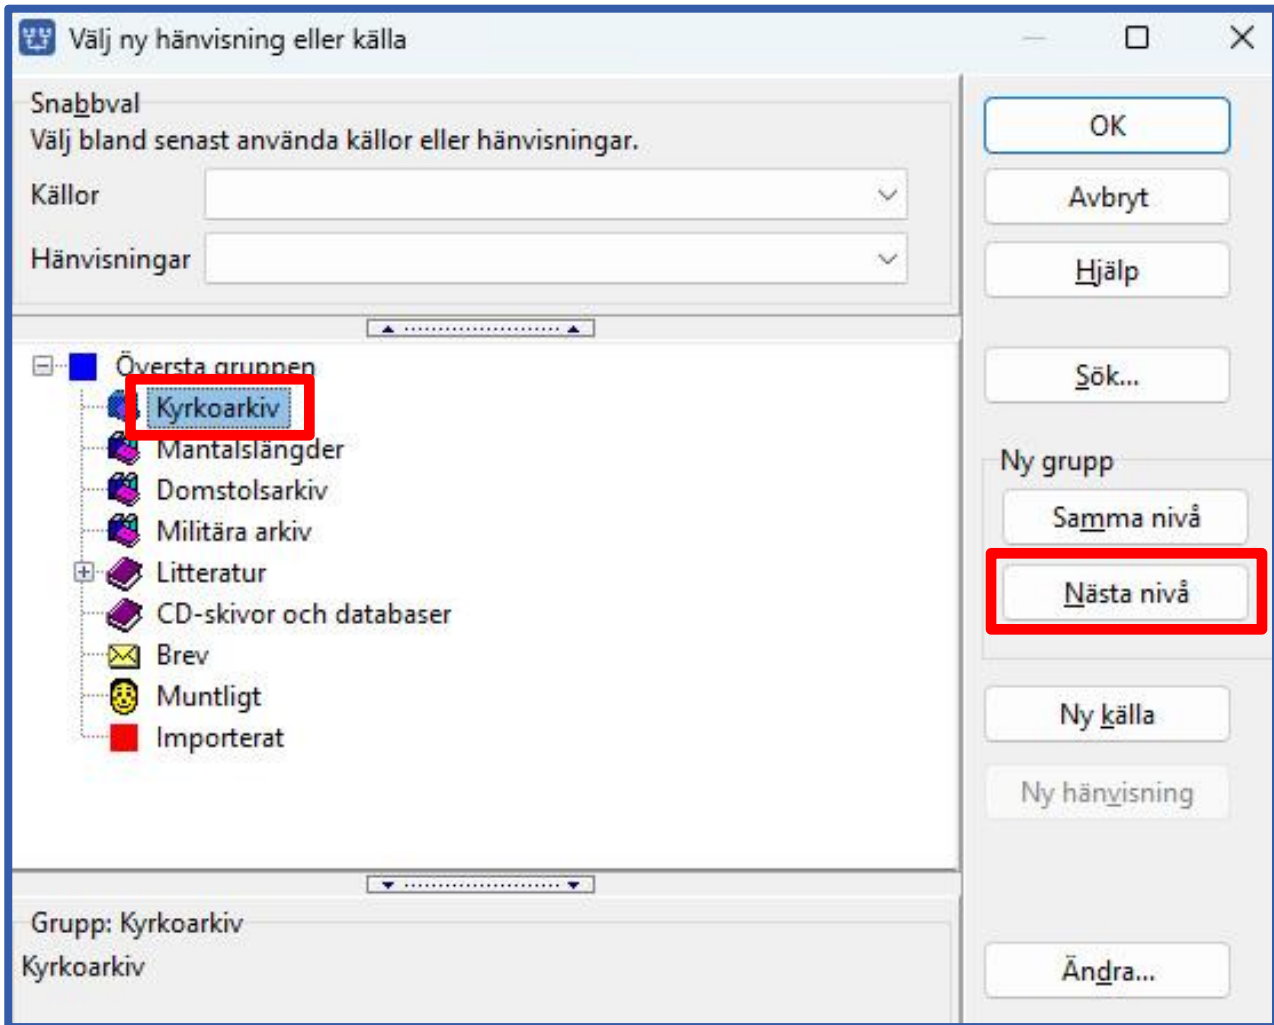 Välj ny hänvisning eller källa
Snabbval
Välj bland senast använda källor eller hänvisningar.
Källor
Hänvisningar
OK
Avbryt
Hjälp
Sök...
Översta gruppen
Kyrkoarkiv
Mantalslängder
Domstolsarkiv
Militära arkiv
Litteratur
CD-skivor och databaser
Brev
Muntligt
Importerat
Ny grupp
Samma nivå
Nästa nivå
Ny källa
Ny hänvisning
Grupp: Kyrkoarkiv
Kyrkoarkiv
Ändra...